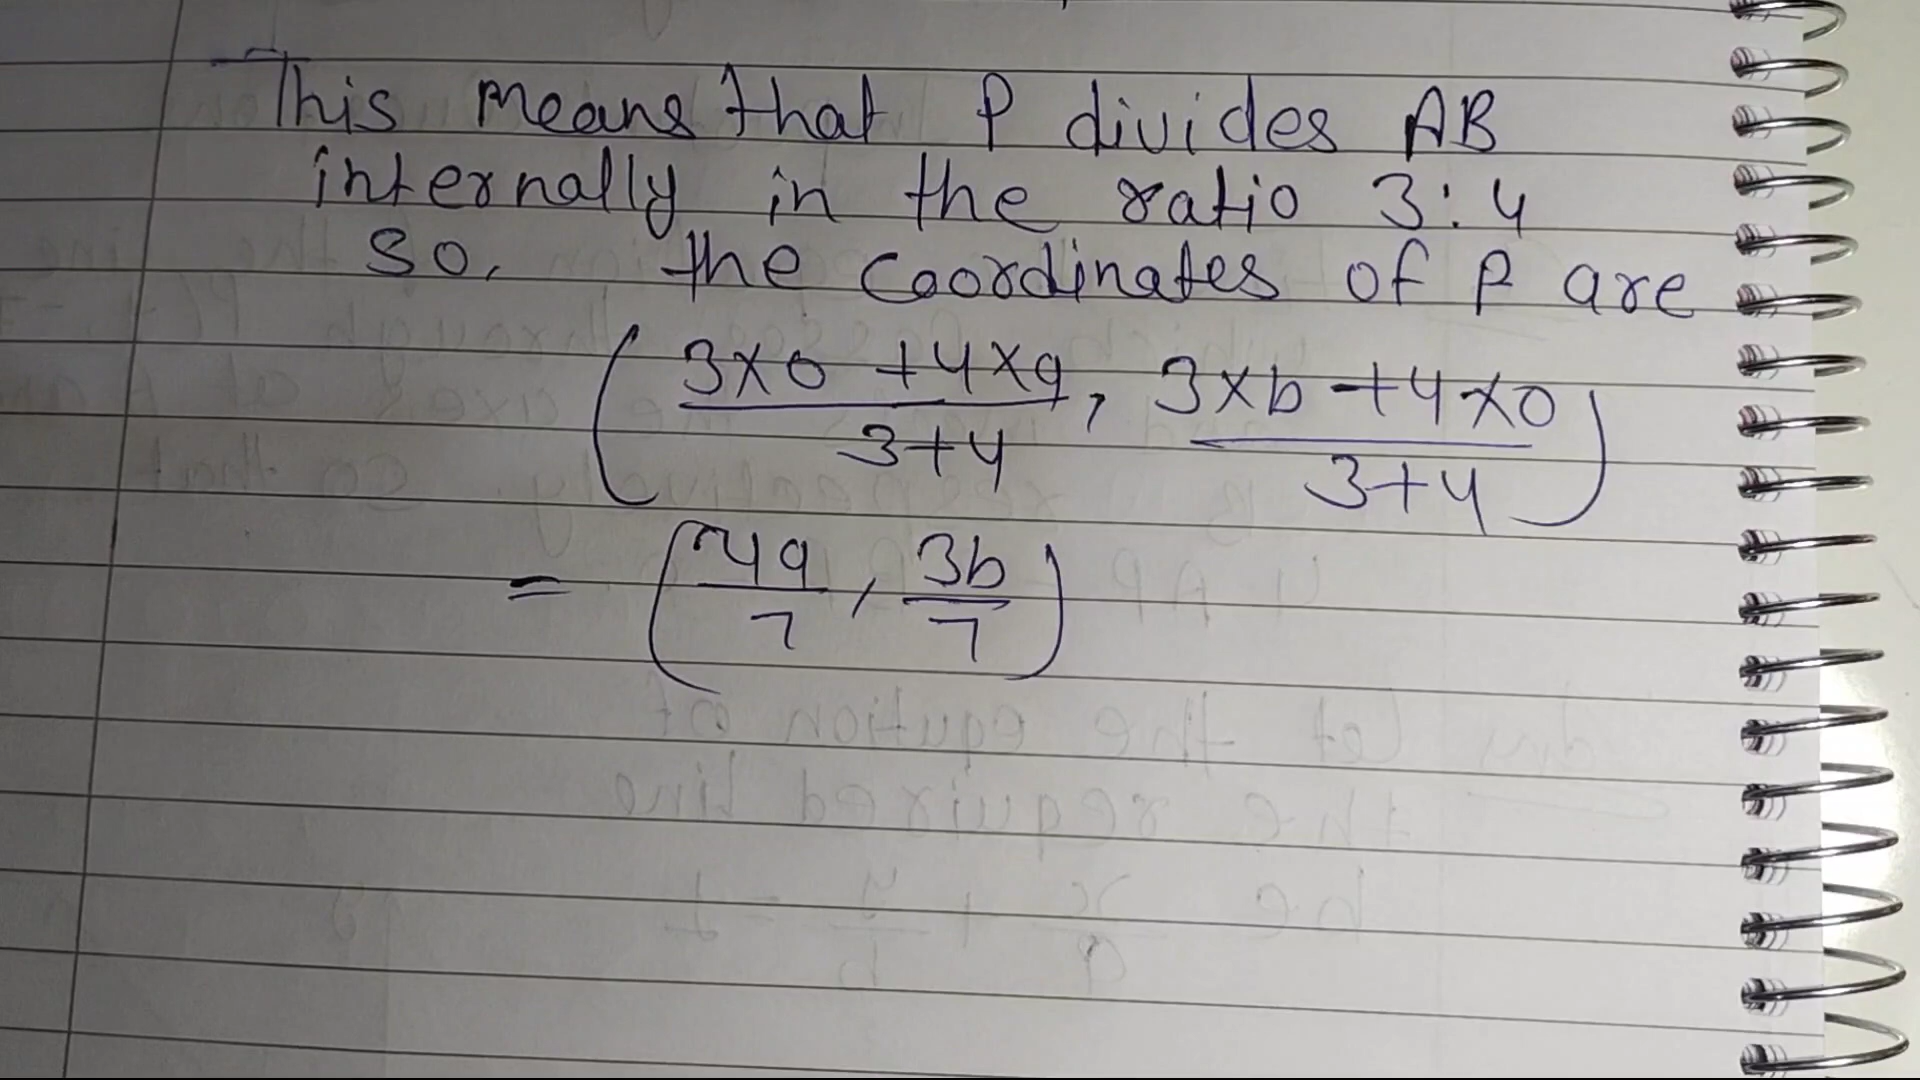 This means that P divides AB
internally in the ratio 3:4
So, the coordinates of P are
(3×0 +4×a / 3+4, 3×b +4×0 / 3+4)
= (4a/7, 3b/7)